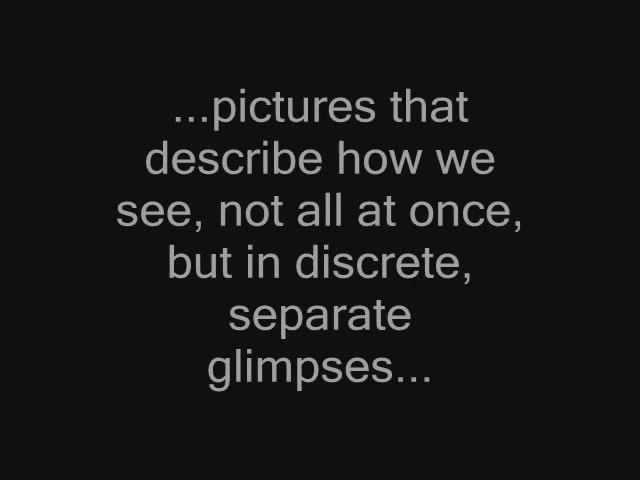 ...pictures that
describe how we
see, not all at once,
but in discrete,
separate
glimpses...